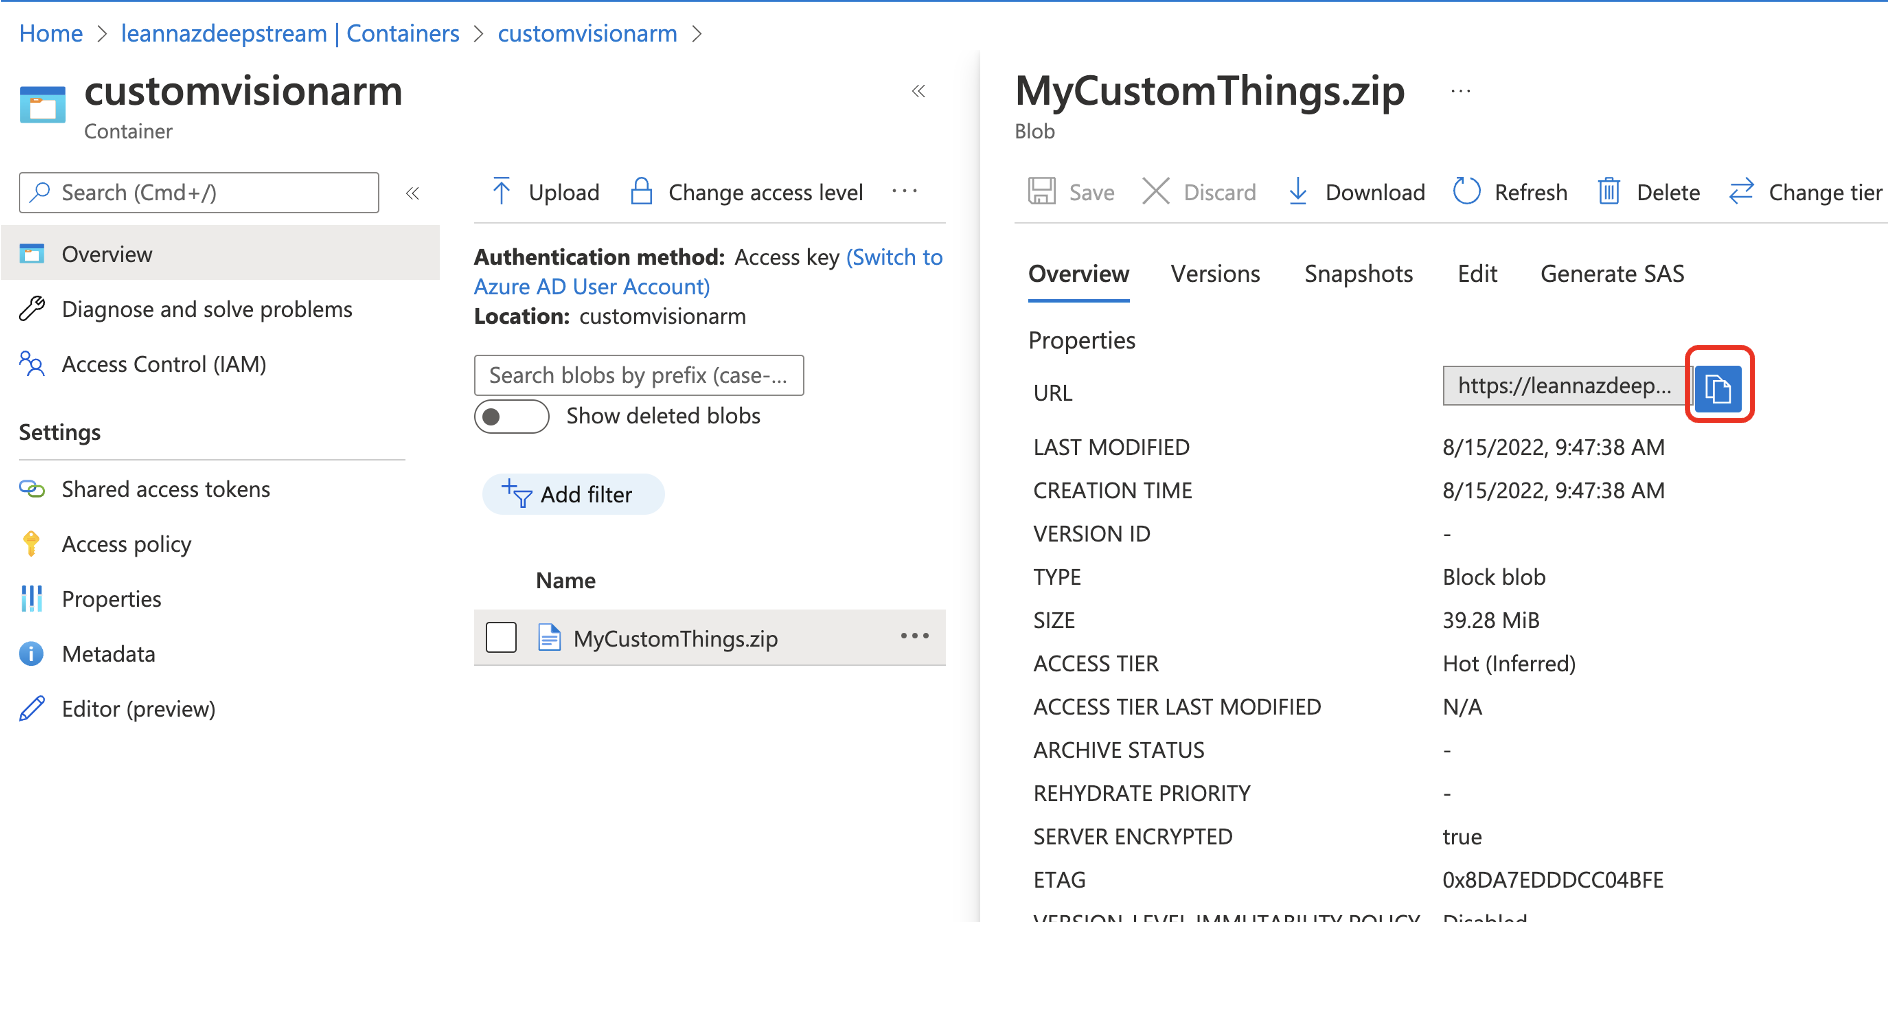 Home > leannazdeepstream | Containers > customvisionarm >
customvisionarm
Container
Search (Cmd+/)
Overview
Diagnose and solve problems
Access Control (IAM)
Settings
Shared access tokens
Access policy
Properties
Metadata
Editor (preview)
Upload
Change access level
Authentication method: Access key (Switch to
Azure AD User Account)
Location: customvisionarm
Search blobs by prefix (case-...
Show deleted blobs
Add filter
Name
MyCustomThings.zip
MyCustomThings.zip
Blob
Save
Discard
Download
Refresh
Delete
Change tier
Overview
Versions
Snapshots
Edit
Generate SAS
Properties
URL https://leannazdeep...
LAST MODIFIED 8/15/2022, 9:47:38 AM
CREATION TIME 8/15/2022, 9:47:38 AM
VERSION ID -
TYPE Block blob
SIZE 39.28 MiB
ACCESS TIER Hot (Inferred)
ACCESS TIER LAST MODIFIED N/A
ARCHIVE STATUS -
REHYDRATE PRIORITY -
SERVER ENCRYPTED true
ETAG 0x8DA7EDDDCC04BFE
VERSION-LEVEL IMMUTABILITY POLICY Disabled